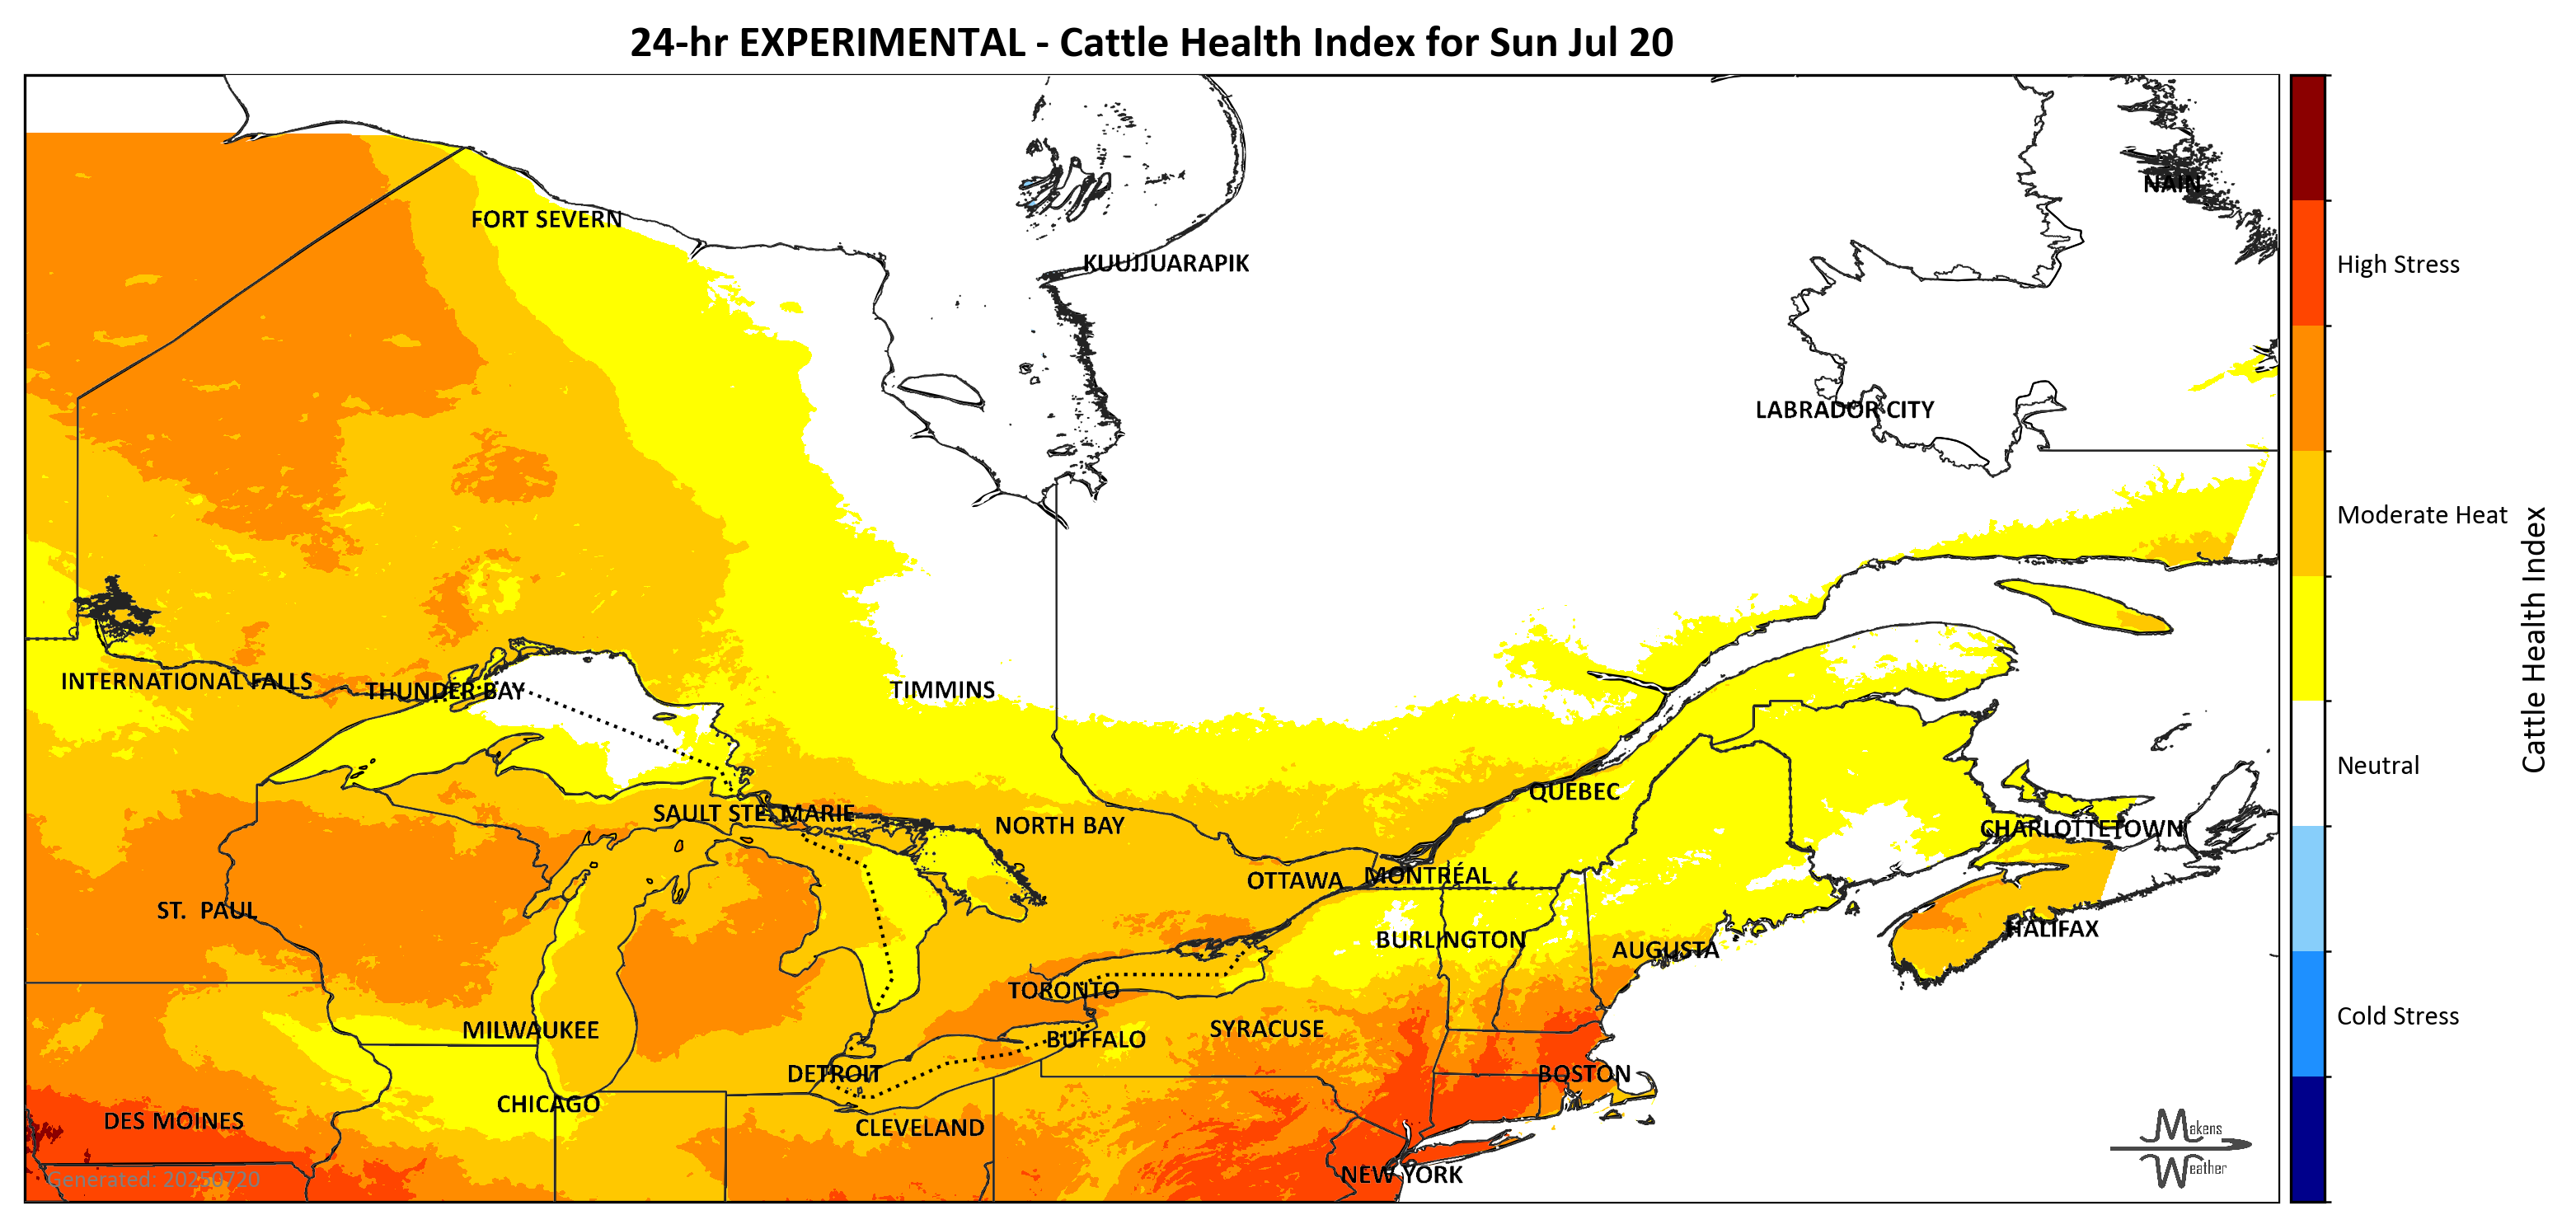 24-hr EXPERIMENTAL - Cattle Health Index for Sun Jul 20
NAIN
FORT SEVERN
KUUJJUARAPIK
High Stress
LABRADOR CITY
Moderate Heat
Cattle Health Index
INTERNATIONAL FALLS
THUNDER BAY
TIMMINS
Neutral
QUEBEC
SAULT STE. MARIE
NORTH BAY
CHARLOTTETOWN
OTTAWA
MONTRÉAL
ST. PAUL
HALIFAX
BURLINGTON
AUGUSTA
TORONTO
Cold Stress
MILWAUKEE
SYRACUSE
BUFFALO
DETROIT
BOSTON
CHICAGO
DES MOINES
CLEVELAND
Makens
Weather
NEW YORK
Generated: 20250720